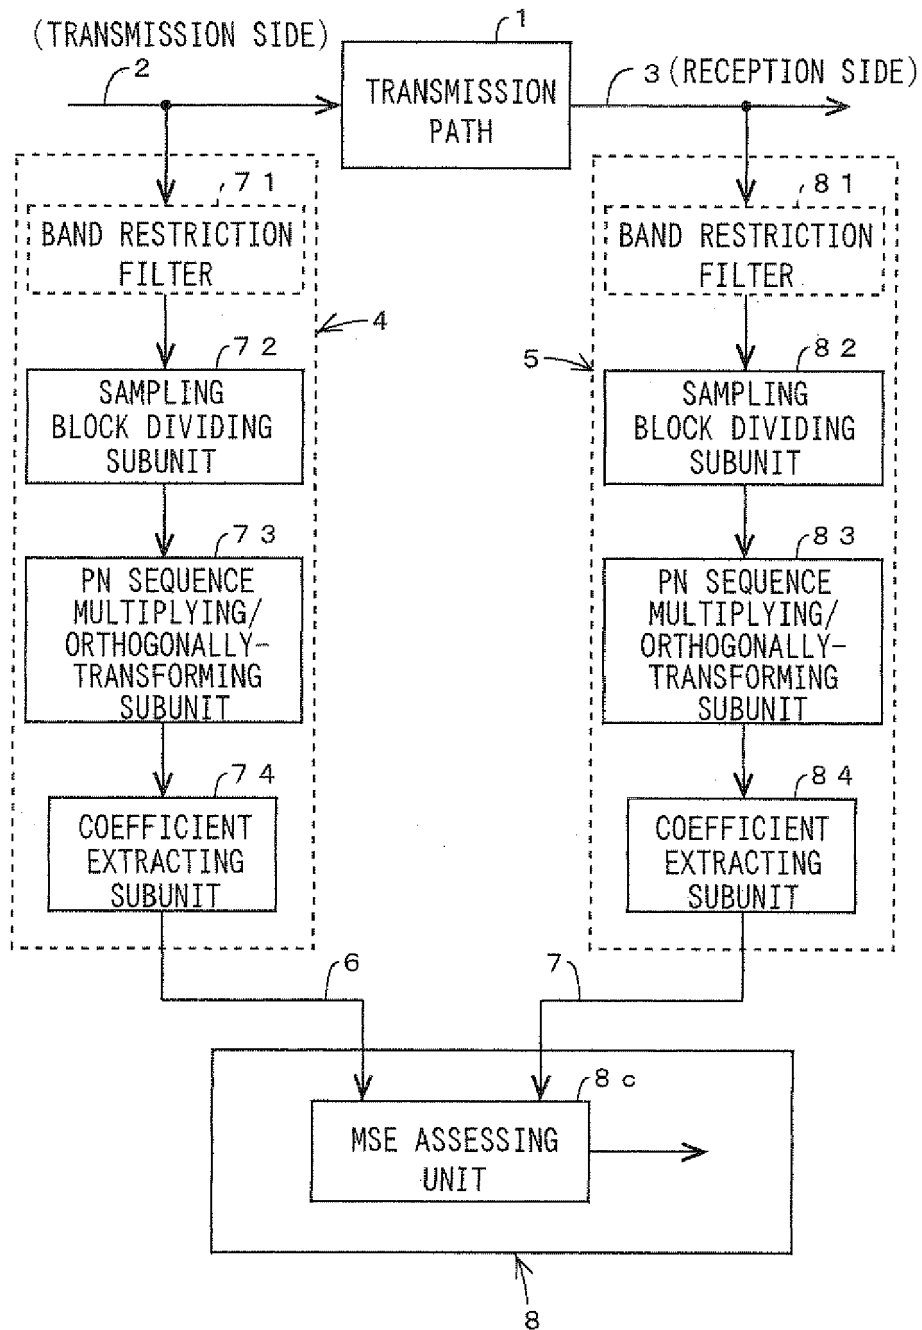 1
(TRANSMISSION SIDE)
2
TRANSMISSION
PATH
3 (RECEPTION SIDE)
71
BAND RESTRICTION
FILTER
4
72
SAMPLING
BLOCK DIVIDING
SUBUNIT
73
PN SEQUENCE
MULTIPLYING/
ORTHOGONALLY-
TRANSFORMING
SUBUNIT
74
COEFFICIENT
EXTRACTING
SUBUNIT
81
BAND RESTRICTION
FILTER
5
82
SAMPLING
BLOCK DIVIDING
SUBUNIT
83
PN SEQUENCE
MULTIPLYING/
ORTHOGONALLY-
TRANSFORMING
SUBUNIT
84
COEFFICIENT
EXTRACTING
SUBUNIT
6
7
8c
MSE ASSESSING
UNIT
8